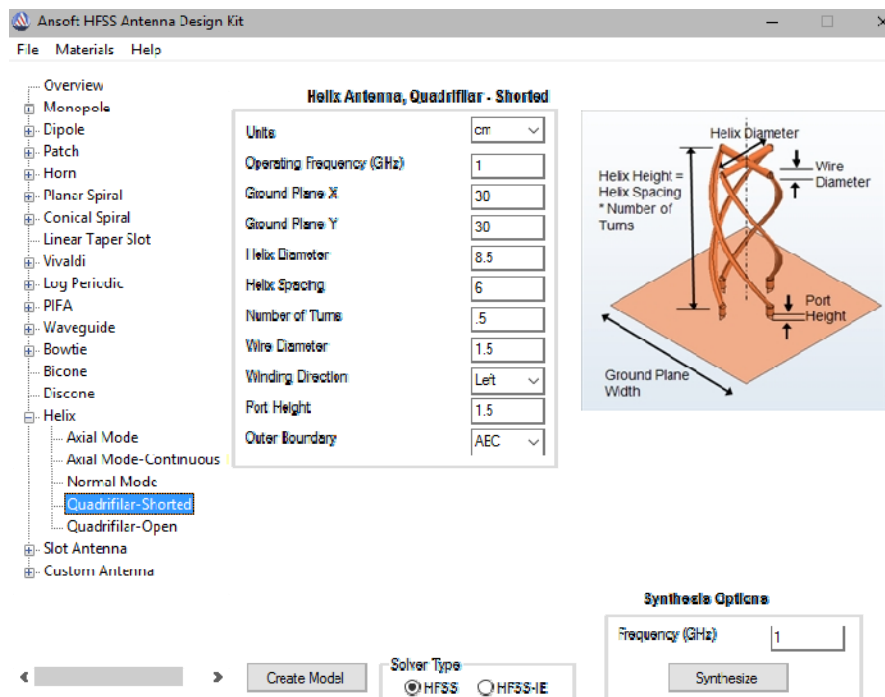 Ansoft HFSS Antenna Design Kit
File Materials Help
Overview
Monopole
Dipole
Patch
Horn
Planar Spiral
Conical Spiral
Linear Taper Slot
Vivaldi
Log Periodic
PIFA
Waveguide
Bowtie
Bicone
Discone
Helix
Axial Mode
Axial Mode-Continuous
Normal Mode
Quadrifilar-Shorted
Quadrifilar-Open
Slot Antenna
Custom Antenna
Helix Antenna, Quadrifilar - Shorted
Units cm
Operating Frequency (GHz) 1
Ground Plane X 30
Ground Plane Y 30
Helix Diameter 8.5
Helix Spacing 6
Number of Turns .5
Wire Diameter 1.5
Winding Direction Left
Port Height 1.5
Outer Boundary AEC
Helix Diameter
Wire
Diameter
Helix Height =
Helix Spacing
* Number of
Turns
Port
Height
Ground Plane
Width
Synthesis Options
Frequency (GHz) 1
Synthesize
Create Model
Solver Type
HFSS HFSS-IE